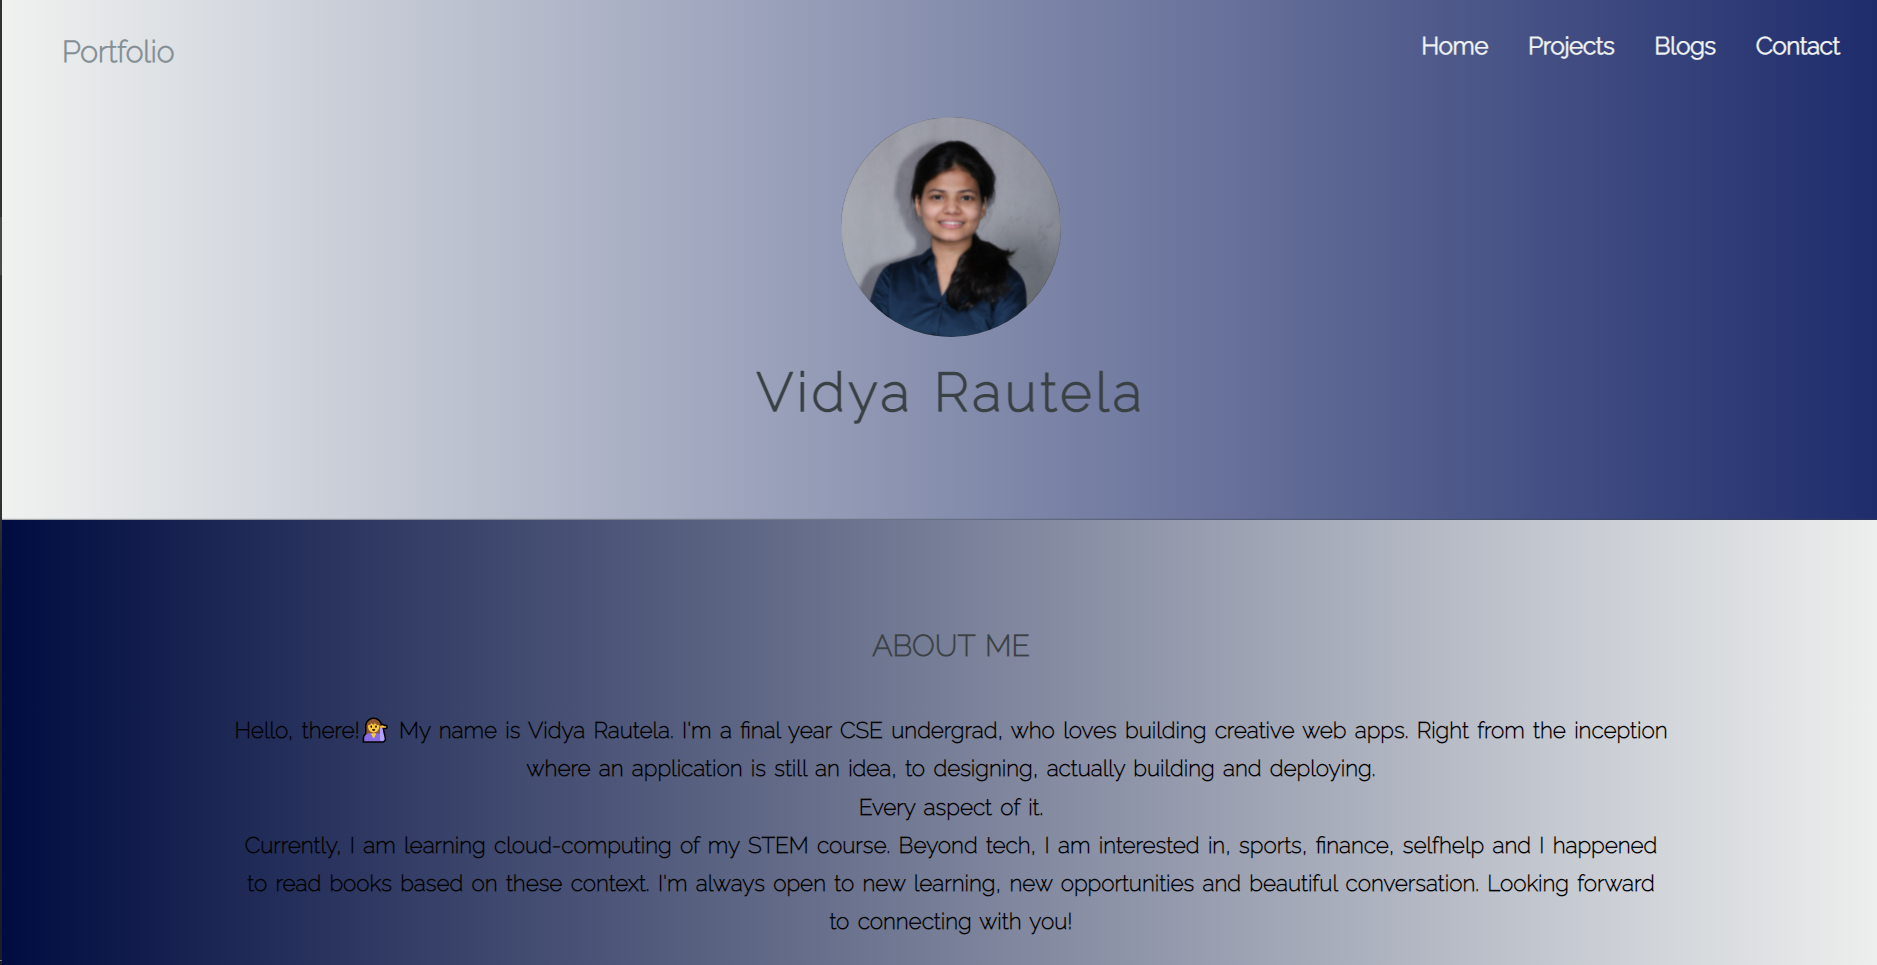 Portfolio
Home Projects Blogs Contact
Vidya Rautela
ABOUT ME
Hello, there!💁‍♀️ My name is Vidya Rautela. I'm a final year CSE undergrad, who loves building creative web apps. Right from the inception
where an application is still an idea, to designing, actually building and deploying.
Every aspect of it.
Currently, I am learning cloud-computing of my STEM course. Beyond tech, I am interested in, sports, finance, selfhelp and I happened
to read books based on these context. I'm always open to new learning, new opportunities and beautiful conversation. Looking forward
to connecting with you!